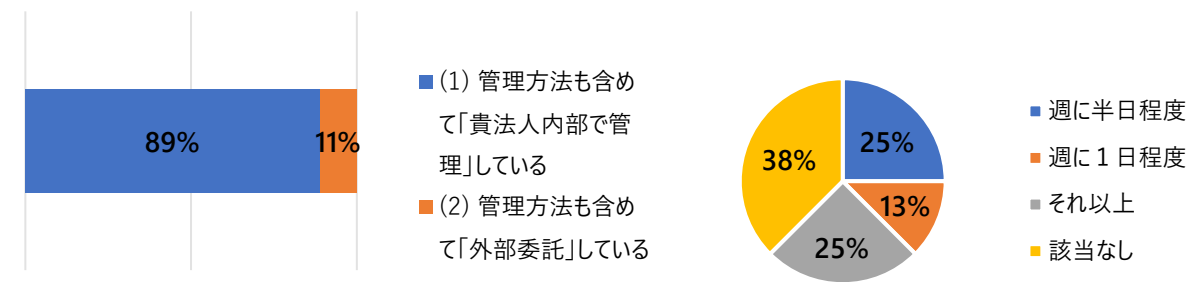 89%
11%
(1) 管理方法も含め
て「貴法人内部で管
理」している
(2) 管理方法も含め
て「外部委託」している
25%
13%
25%
38%
週に半日程度
週に１日程度
それ以上
該当なし